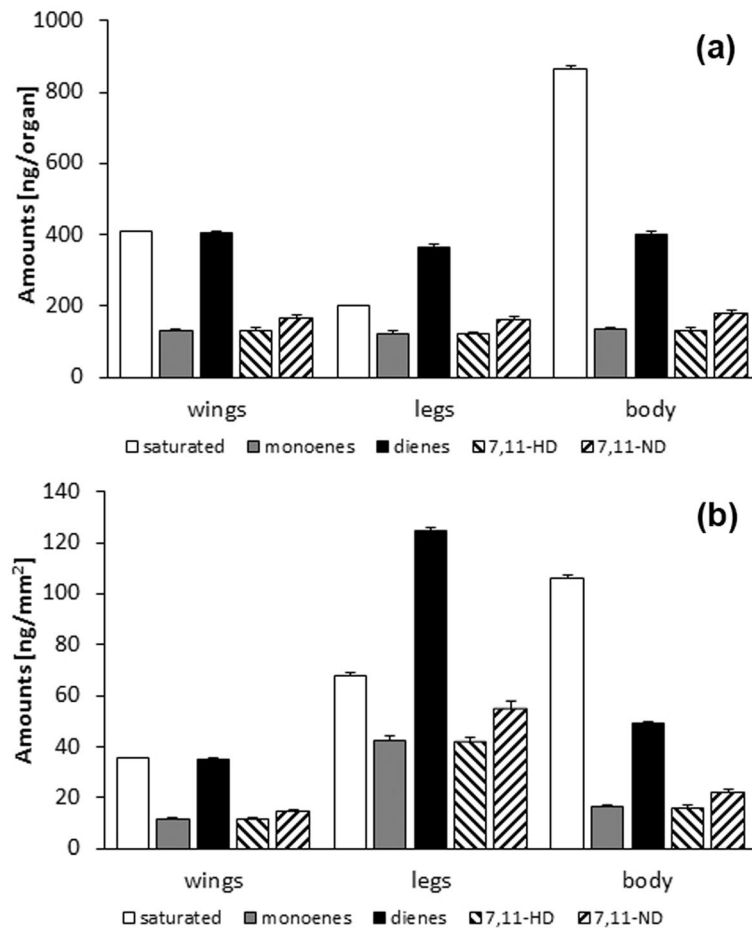 (a)
Amounts [ng/organ]
1000
800
600
400
200
0
wings legs body
saturated monoenes dienes 7,11-HD 7,11-ND
(b)
Amounts [ng/mm²]
140
120
100
80
60
40
20
0
wings legs body
saturated monoenes dienes 7,11-HD 7,11-ND